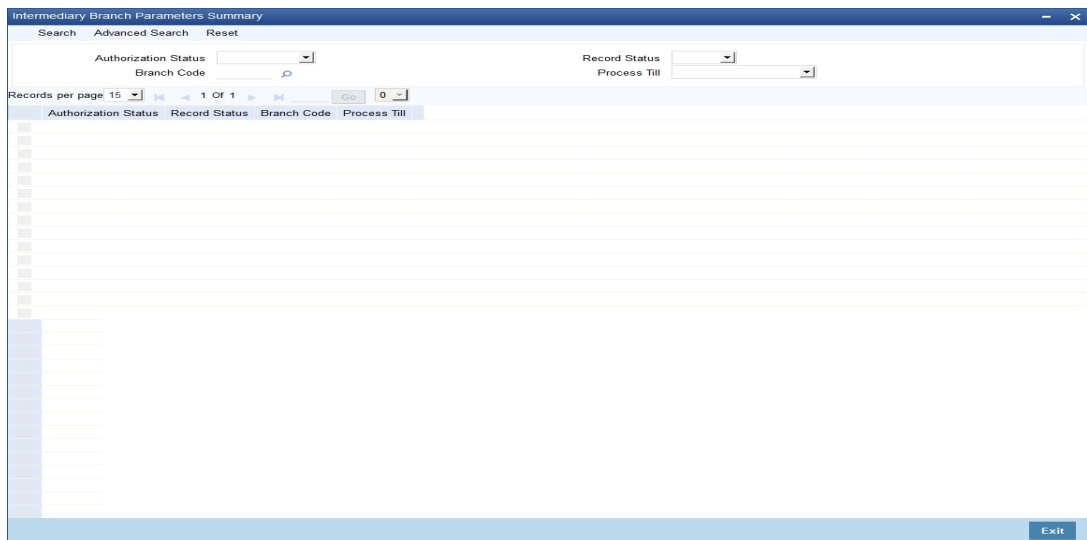 Intermediary Branch Parameters Summary
Search Advanced Search Reset
Authorization Status Record Status
Branch Code Process Till
Records per page 15 1 Of 1 Go 0
Authorization Status Record Status Branch Code Process Till
Exit